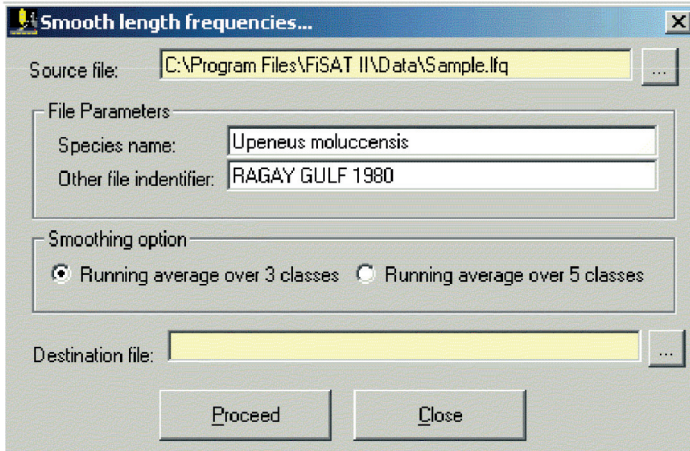 Smooth length frequencies...
Source file: C:\Program Files\FiSAT II\Data\Sample.lfq ...
File Parameters
Species name: Upeneus moluccensis
Other file indentifier: RAGAY GULF 1980
Smoothing option
Running average over 3 classes Running average over 5 classes
Destination file: ...
Proceed Close